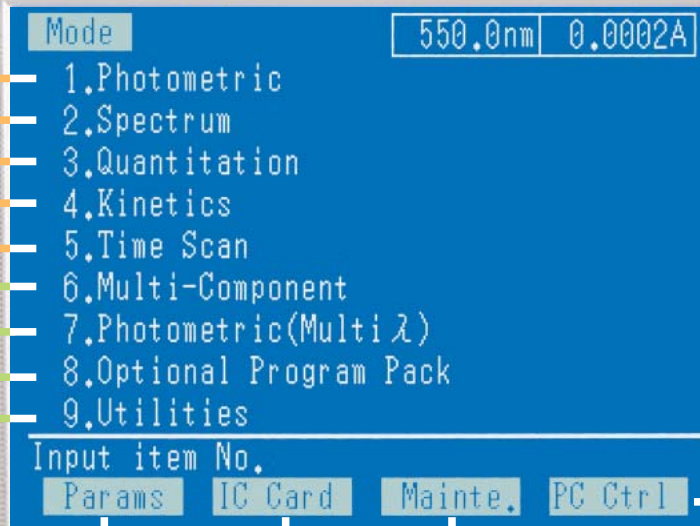 Mode 550.0nm 0.0002A
1.Photometric
2.Spectrum
3.Quantitation
4.Kinetics
5.Time Scan
6.Multi-Component
7.Photometric(Multiλ)
8.Optional Program Pack
9.Utilities
Input item No.
Params IC Card Mainte. PC Ctrl